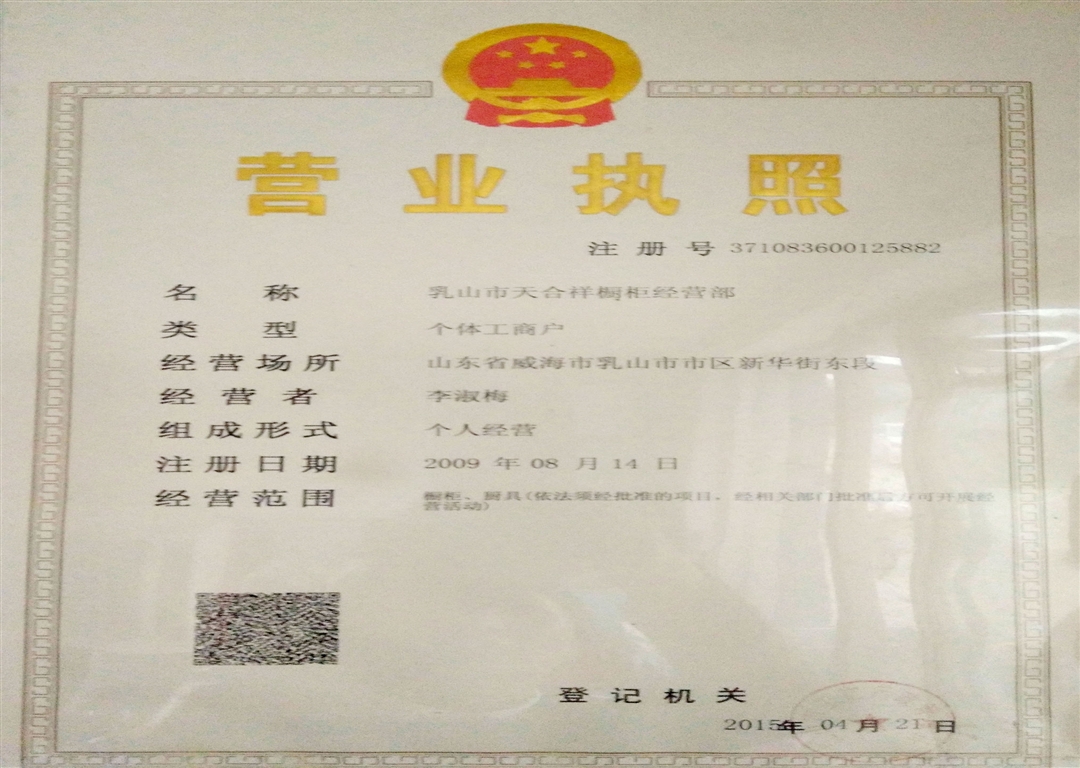 营业执照
注册号 371083600125882
名称 乳山市天合祥橱柜经营部
类型 个体工商户
经营场所 山东省威海市乳山市市区新华街东段
经营者 李淑梅
组成形式 个人经营
注册日期 2009 年 08 月 14 日
经营范围 橱柜、厨具(依法须经批准的项目，经相关部门批准后方可开展经
营活动)
登记机关
2015年 04月 21日